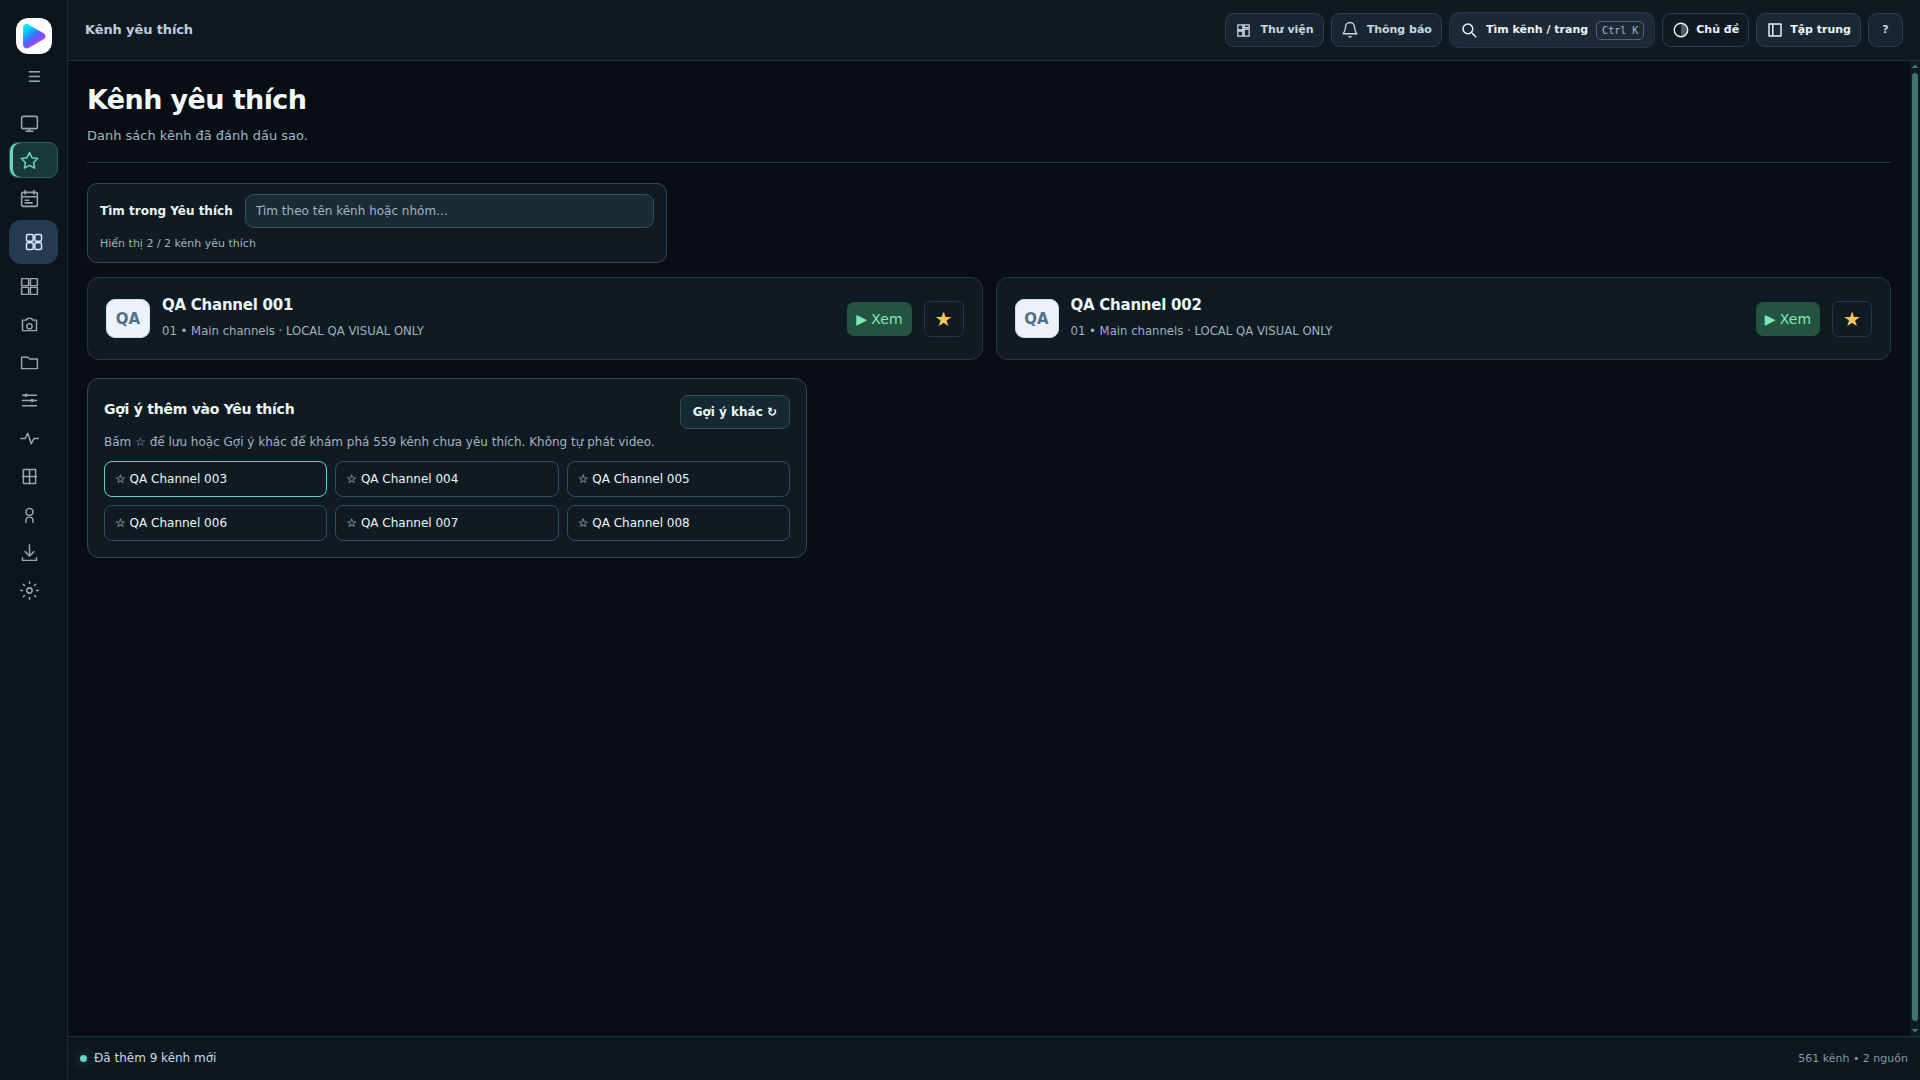 Kênh yêu thích
Thư viện
Thông báo
Tìm kênh / trang Ctrl K
Chủ đề
Tập trung
?
Kênh yêu thích
Danh sách kênh đã đánh dấu sao.
Tìm trong Yêu thích
Tìm theo tên kênh hoặc nhóm...
Hiển thị 2 / 2 kênh yêu thích
QA
QA Channel 001
01 • Main channels · LOCAL QA VISUAL ONLY
▶ Xem
★
QA
QA Channel 002
01 • Main channels · LOCAL QA VISUAL ONLY
▶ Xem
★
Gợi ý thêm vào Yêu thích
Gợi ý khác ↻
Bấm ☆ để lưu hoặc Gợi ý khác để khám phá 559 kênh chưa yêu thích. Không tự phát video.
☆ QA Channel 003
☆ QA Channel 004
☆ QA Channel 005
☆ QA Channel 006
☆ QA Channel 007
☆ QA Channel 008
Đã thêm 9 kênh mới
561 kênh • 2 nguồn